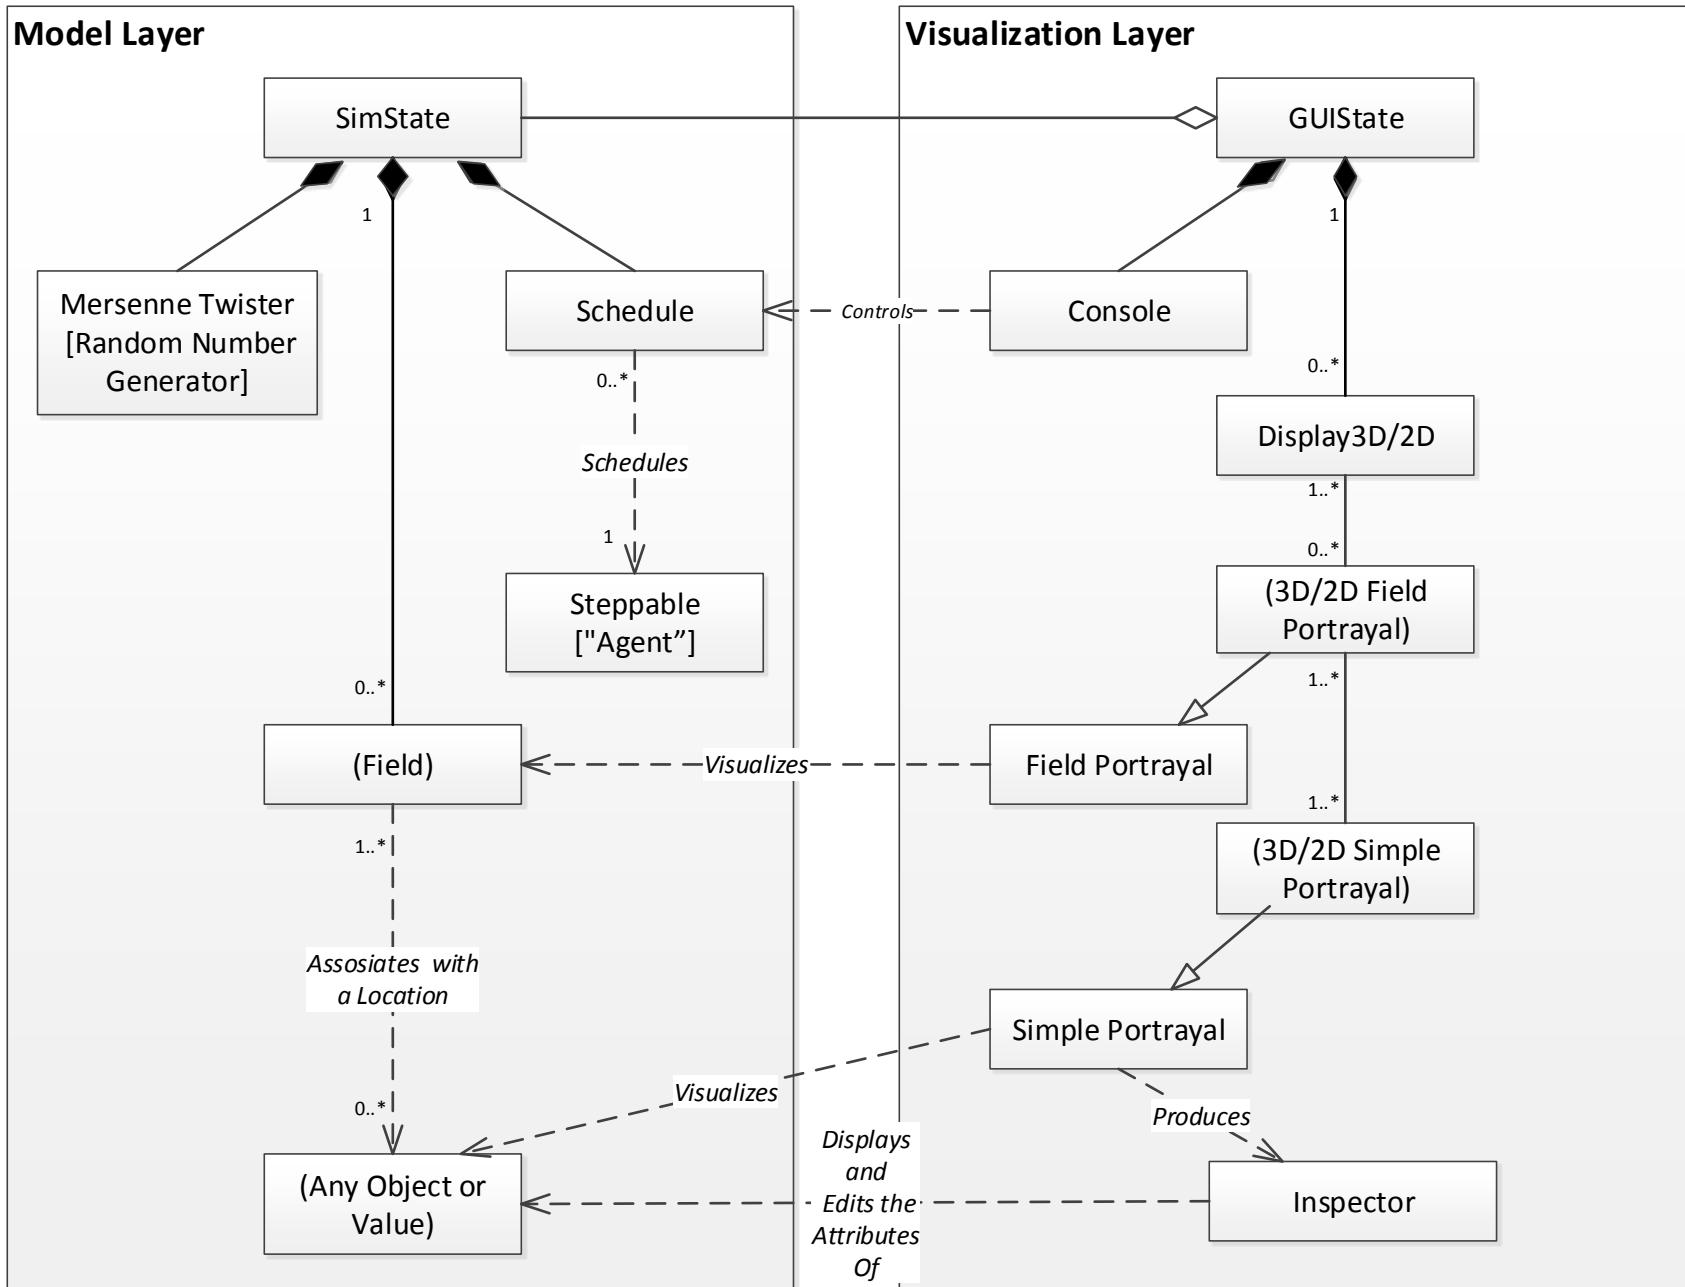 Model Layer
SimState
1
Mersenne Twister
[Random Number
Generator]
Schedule
0..*
Schedules
1
Steppable
["Agent”]
0..*
(Field)
1..*
Assosiates with
a Location
0..*
(Any Object or
Value)
Controls
Visualizes
Visualizes
Displays
and
Edits the
Attributes
Of
Visualization Layer
GUIState
1
Console
0..*
Display3D/2D
1..*
0..*
(3D/2D Field
Portrayal)
1..*
Field Portrayal
1..*
(3D/2D Simple
Portrayal)
Simple Portrayal
Produces
Inspector